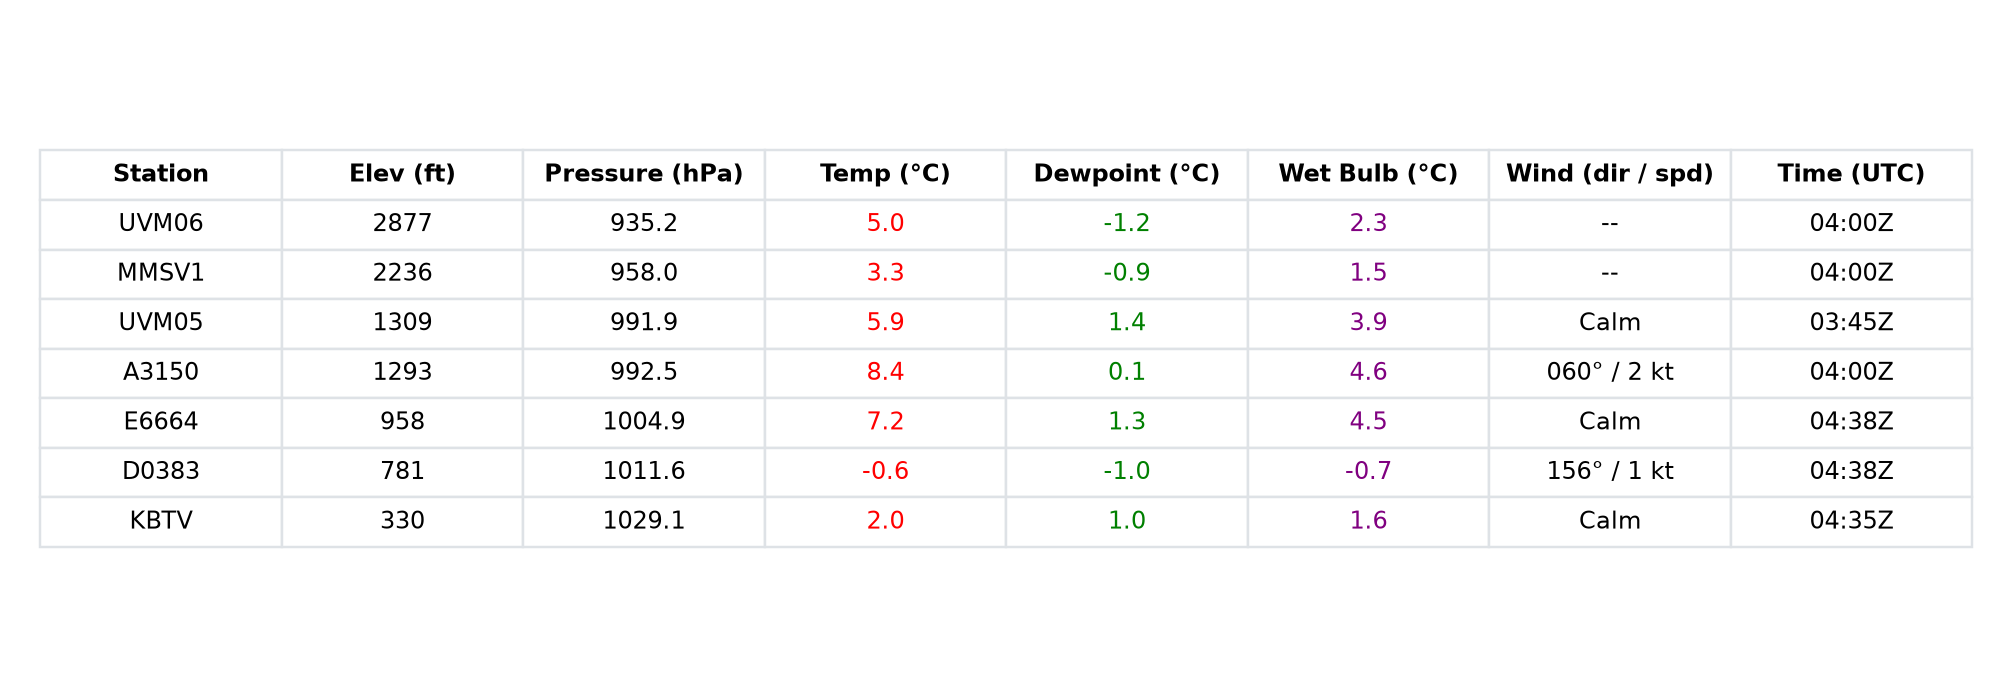 Station Elev (ft) Pressure (hPa) Temp (°C) Dewpoint (°C) Wet Bulb (°C) Wind (dir / spd) Time (UTC)
UVM06 2877 935.2 5.0 -1.2 2.3 -- 04:00Z
MMSV1 2236 958.0 3.3 -0.9 1.5 -- 04:00Z
UVM05 1309 991.9 5.9 1.4 3.9 Calm 03:45Z
A3150 1293 992.5 8.4 0.1 4.6 060° / 2 kt 04:00Z
E6664 958 1004.9 7.2 1.3 4.5 Calm 04:38Z
D0383 781 1011.6 -0.6 -1.0 -0.7 156° / 1 kt 04:38Z
KBTV 330 1029.1 2.0 1.0 1.6 Calm 04:35Z